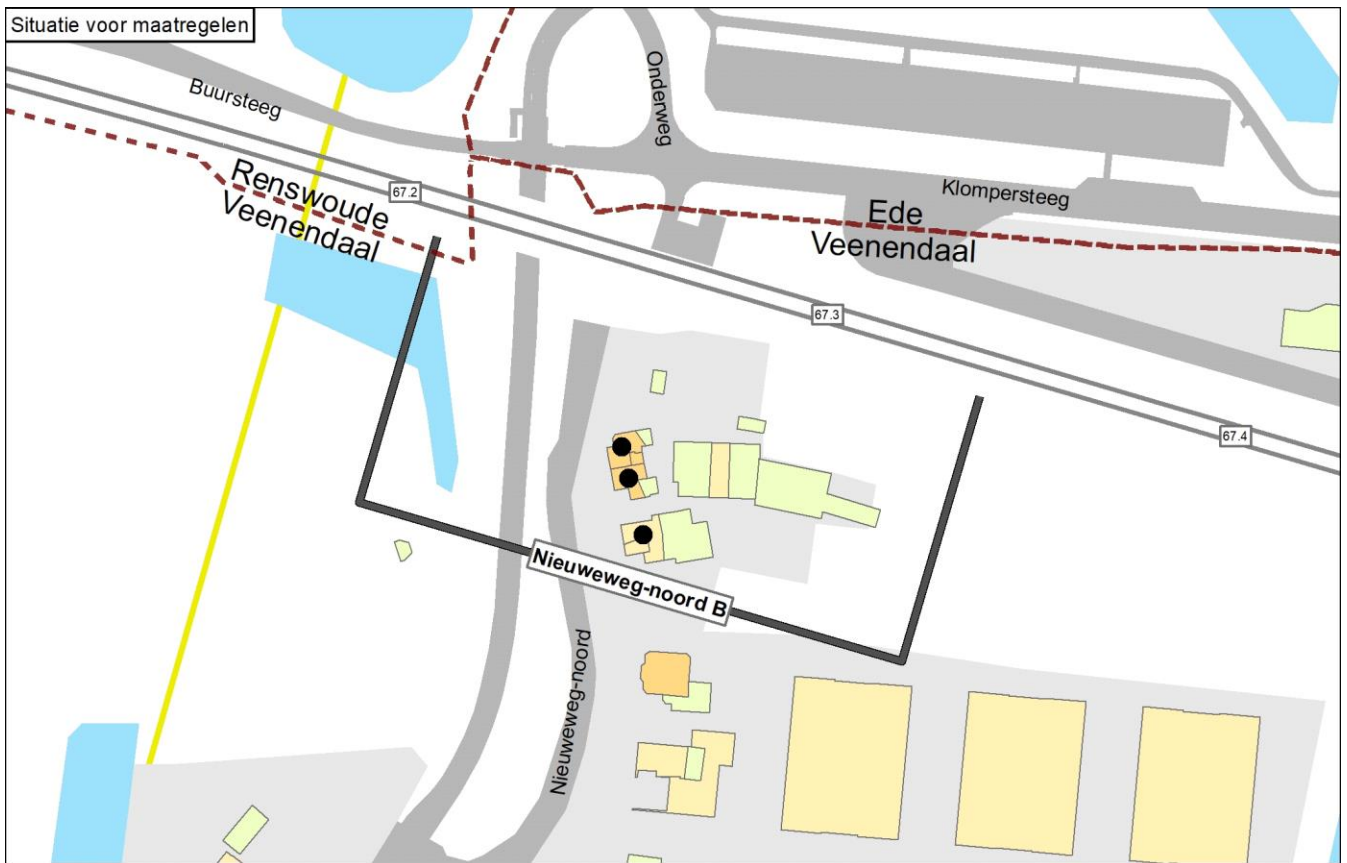 Situatie voor maatregelen
Buursteeg
Onderweg
Renswoude
Veenendaal
67.2
Klompersteeg
Ede
Veenendaal
67.3
67.4
Nieuweweg-noord B
Nieuweweg-noord